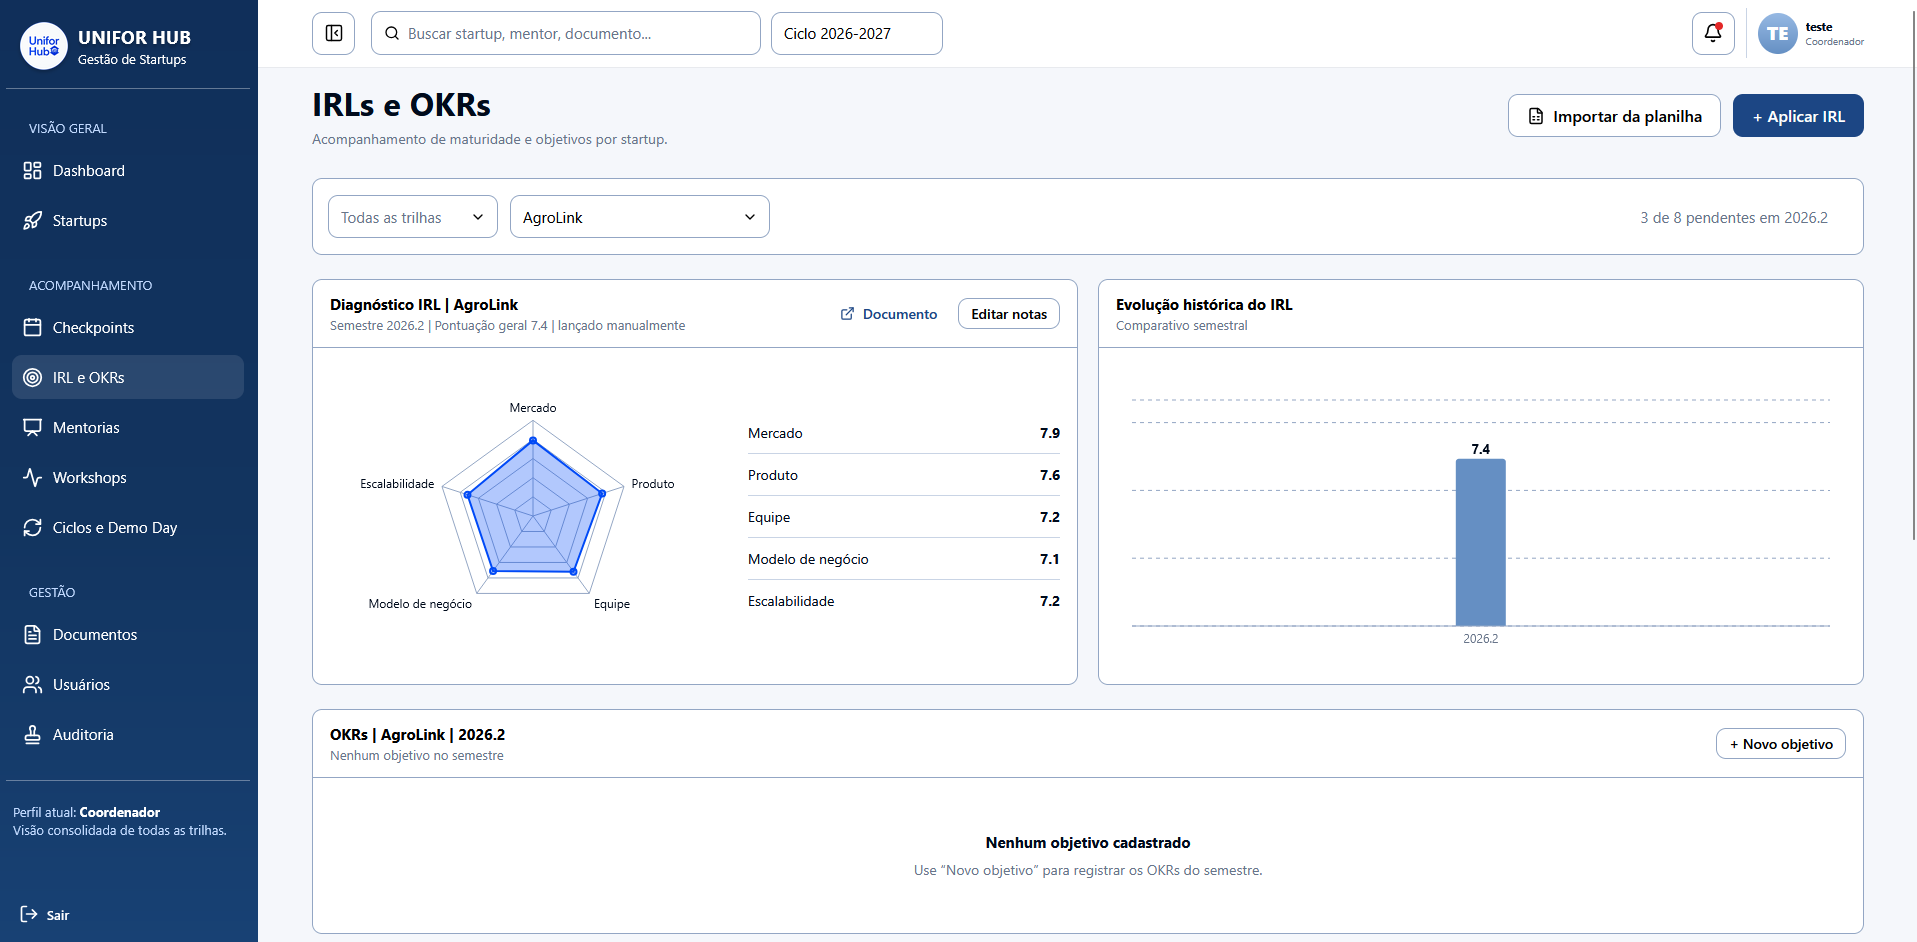 Unifor
Hub
UNIFOR HUB
Gestão de Startups
VISÃO GERAL
Dashboard
Startups
ACOMPANHAMENTO
Checkpoints
IRL e OKRs
Mentorias
Workshops
Ciclos e Demo Day
GESTÃO
Documentos
Usuários
Auditoria
Perfil atual: Coordenador
Visão consolidada de todas as trilhas.
Sair
Buscar startup, mentor, documento...
Ciclo 2026-2027
TE
teste
Coordenador
IRLs e OKRs
Acompanhamento de maturidade e objetivos por startup.
Importar da planilha
+ Aplicar IRL
Todas as trilhas
AgroLink
3 de 8 pendentes em 2026.2
Diagnóstico IRL | AgroLink
Semestre 2026.2 | Pontuação geral 7.4 | lançado manualmente
Documento
Editar notas
Mercado
Produto
Equipe
Modelo de negócio
Escalabilidade
Mercado 7.9
Produto 7.6
Equipe 7.2
Modelo de negócio 7.1
Escalabilidade 7.2
Evolução histórica do IRL
Comparativo semestral
7.4
2026.2
OKRs | AgroLink | 2026.2
Nenhum objetivo no semestre
+ Novo objetivo
Nenhum objetivo cadastrado
Use “Novo objetivo” para registrar os OKRs do semestre.